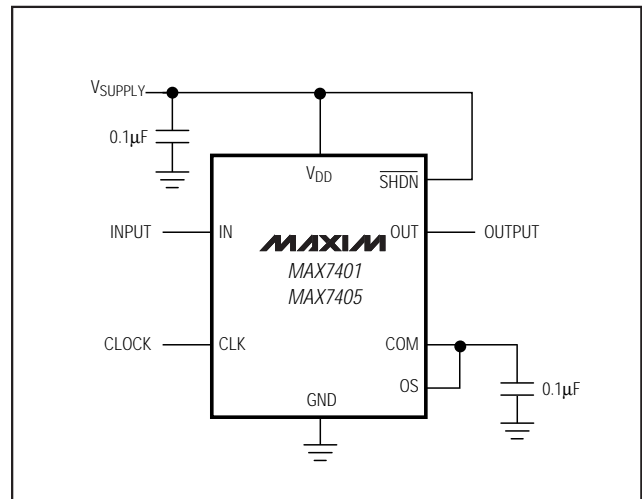 VSUPPLY
0.1µF
VDD
SHDN
INPUT
IN
MAXIM
OUT
OUTPUT
MAX7401
MAX7405
CLOCK
CLK
COM
OS
0.1µF
GND